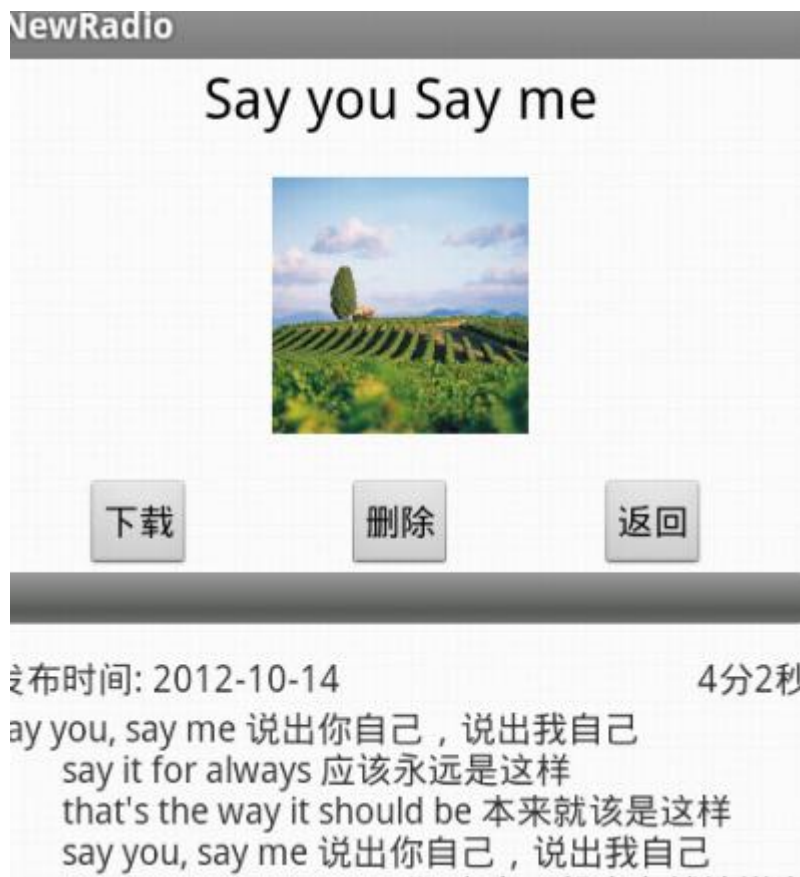 NewRadio
Say you Say me
下载 删除 返回
发布时间: 2012-10-14 4分2秒
ay you, say me 说出你自己，说出我自己
say it for always 应该永远是这样
that's the way it should be 本来就该是这样
say you, say me 说出你自己，说出我自己